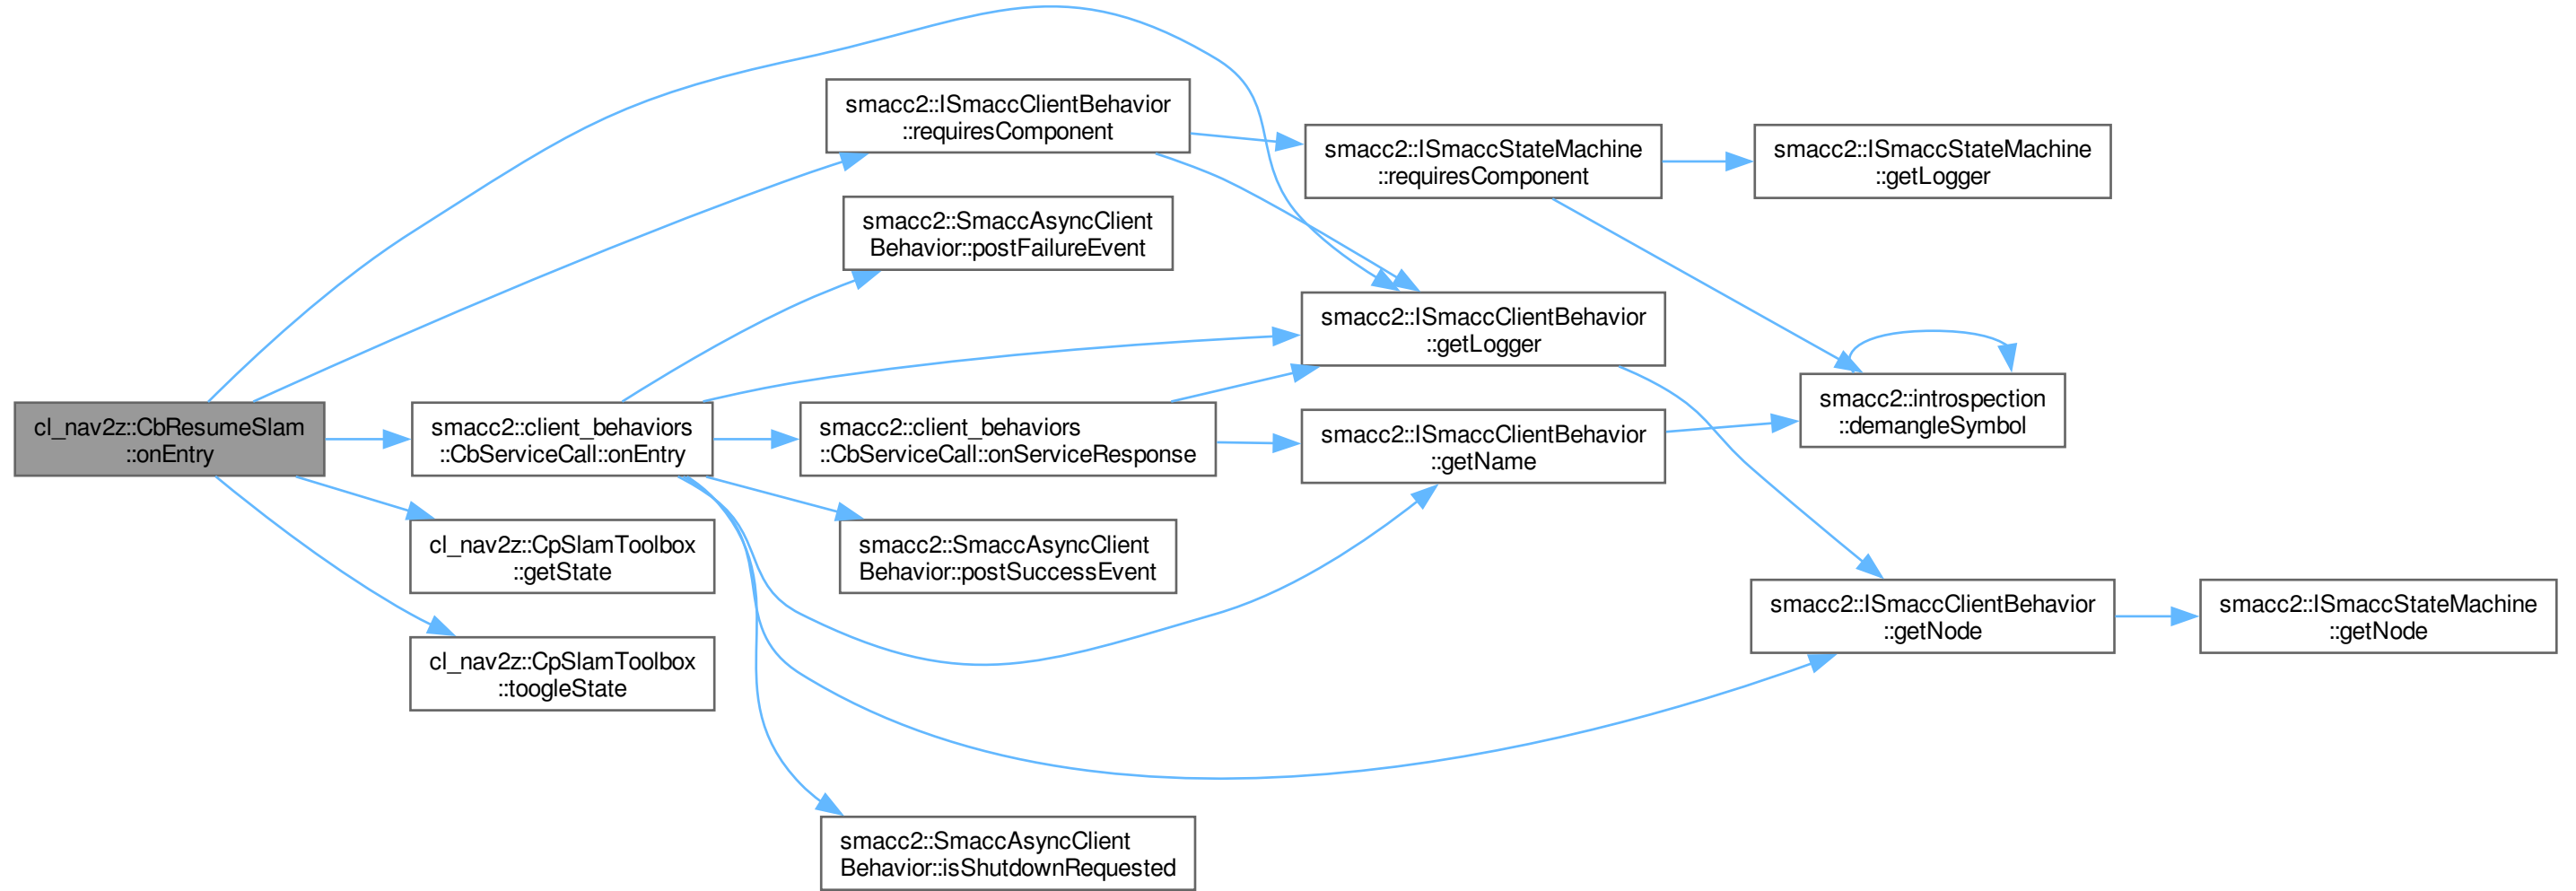 cl_nav2z::CbResumeSlam
::onEntry
smacc2::ISmaccClientBehavior
::requiresComponent
smacc2::SmaccAsyncClient
Behavior::postFailureEvent
smacc2::client_behaviors
::CbServiceCall::onEntry
cl_nav2z::CpSlamToolbox
::getState
cl_nav2z::CpSlamToolbox
::toogleState
smacc2::client_behaviors
::CbServiceCall::onServiceResponse
smacc2::SmaccAsyncClient
Behavior::postSuccessEvent
smacc2::SmaccAsyncClient
Behavior::isShutdownRequested
smacc2::ISmaccStateMachine
::requiresComponent
smacc2::ISmaccClientBehavior
::getLogger
smacc2::ISmaccClientBehavior
::getName
smacc2::ISmaccStateMachine
::getLogger
smacc2::introspection
::demangleSymbol
smacc2::ISmaccClientBehavior
::getNode
smacc2::ISmaccStateMachine
::getNode